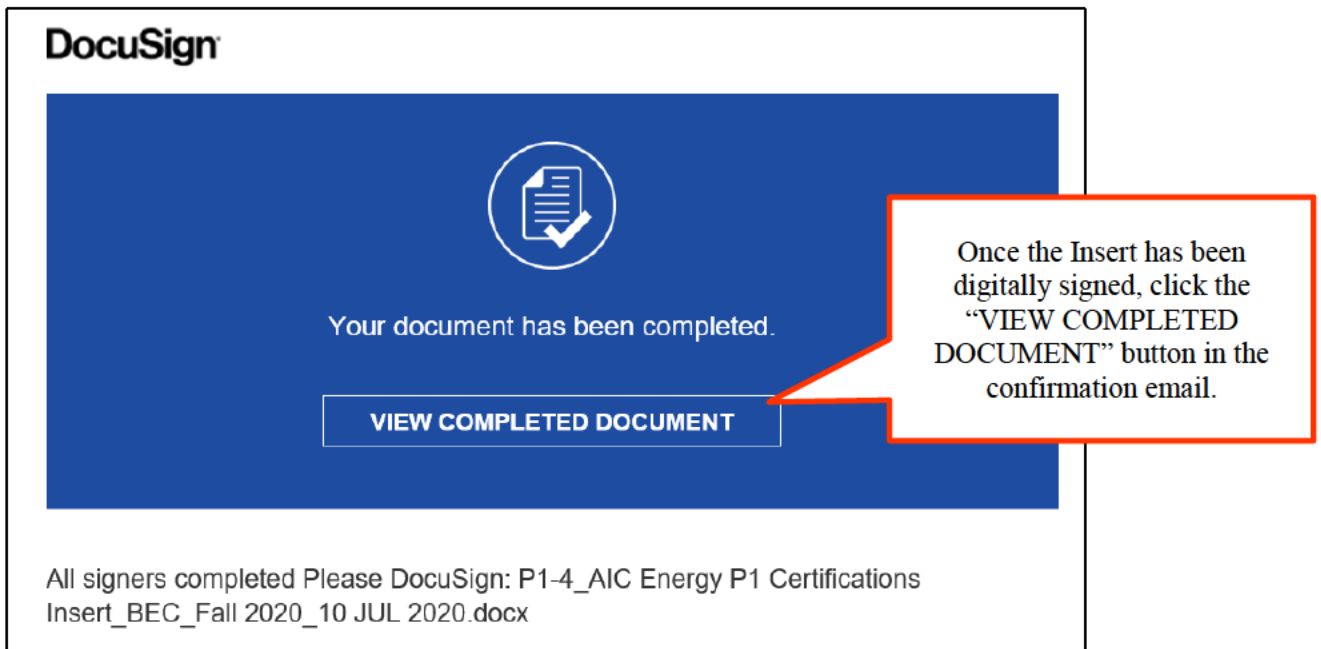 DocuSign
Your document has been completed.
VIEW COMPLETED DOCUMENT
Once the Insert has been
digitally signed, click the
“VIEW COMPLETED
DOCUMENT” button in the
confirmation email.
All signers completed Please DocuSign: P1-4_AIC Energy P1 Certifications
Insert_BEC_Fall 2020_10 JUL 2020.docx